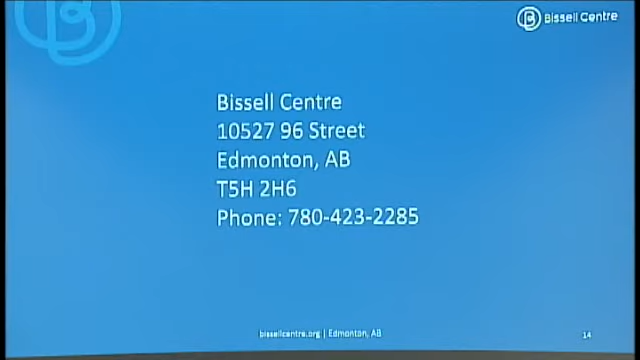 Bissell Centre
Bissell Centre
10527 96 Street
Edmonton, AB
T5H 2H6
Phone: 780-423-2285
bissellcentre.org | Edmonton, AB
14